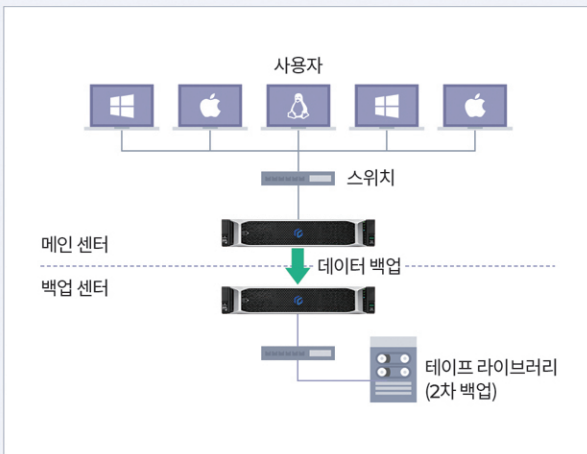 사용자
스위치
메인 센터
데이터 백업
백업 센터
테이프 라이브러리
(2차 백업)